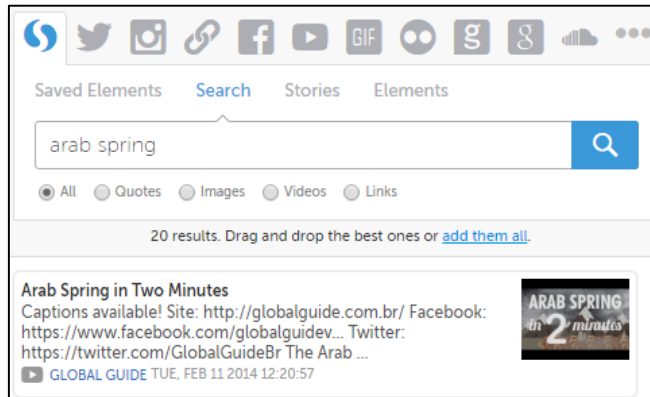 GIF
g
8
Saved Elements Search Stories Elements
arab spring
All Quotes Images Videos Links
20 results. Drag and drop the best ones or add them all.
Arab Spring in Two Minutes
Captions available! Site: http://globalguide.com.br/ Facebook:
https://www.facebook.com/globalguidev... Twitter:
https://twitter.com/GlobalGuideBr The Arab ...
GLOBAL GUIDE TUE, FEB 11 2014 12:20:57
ARAB SPRING
in 2 minutes